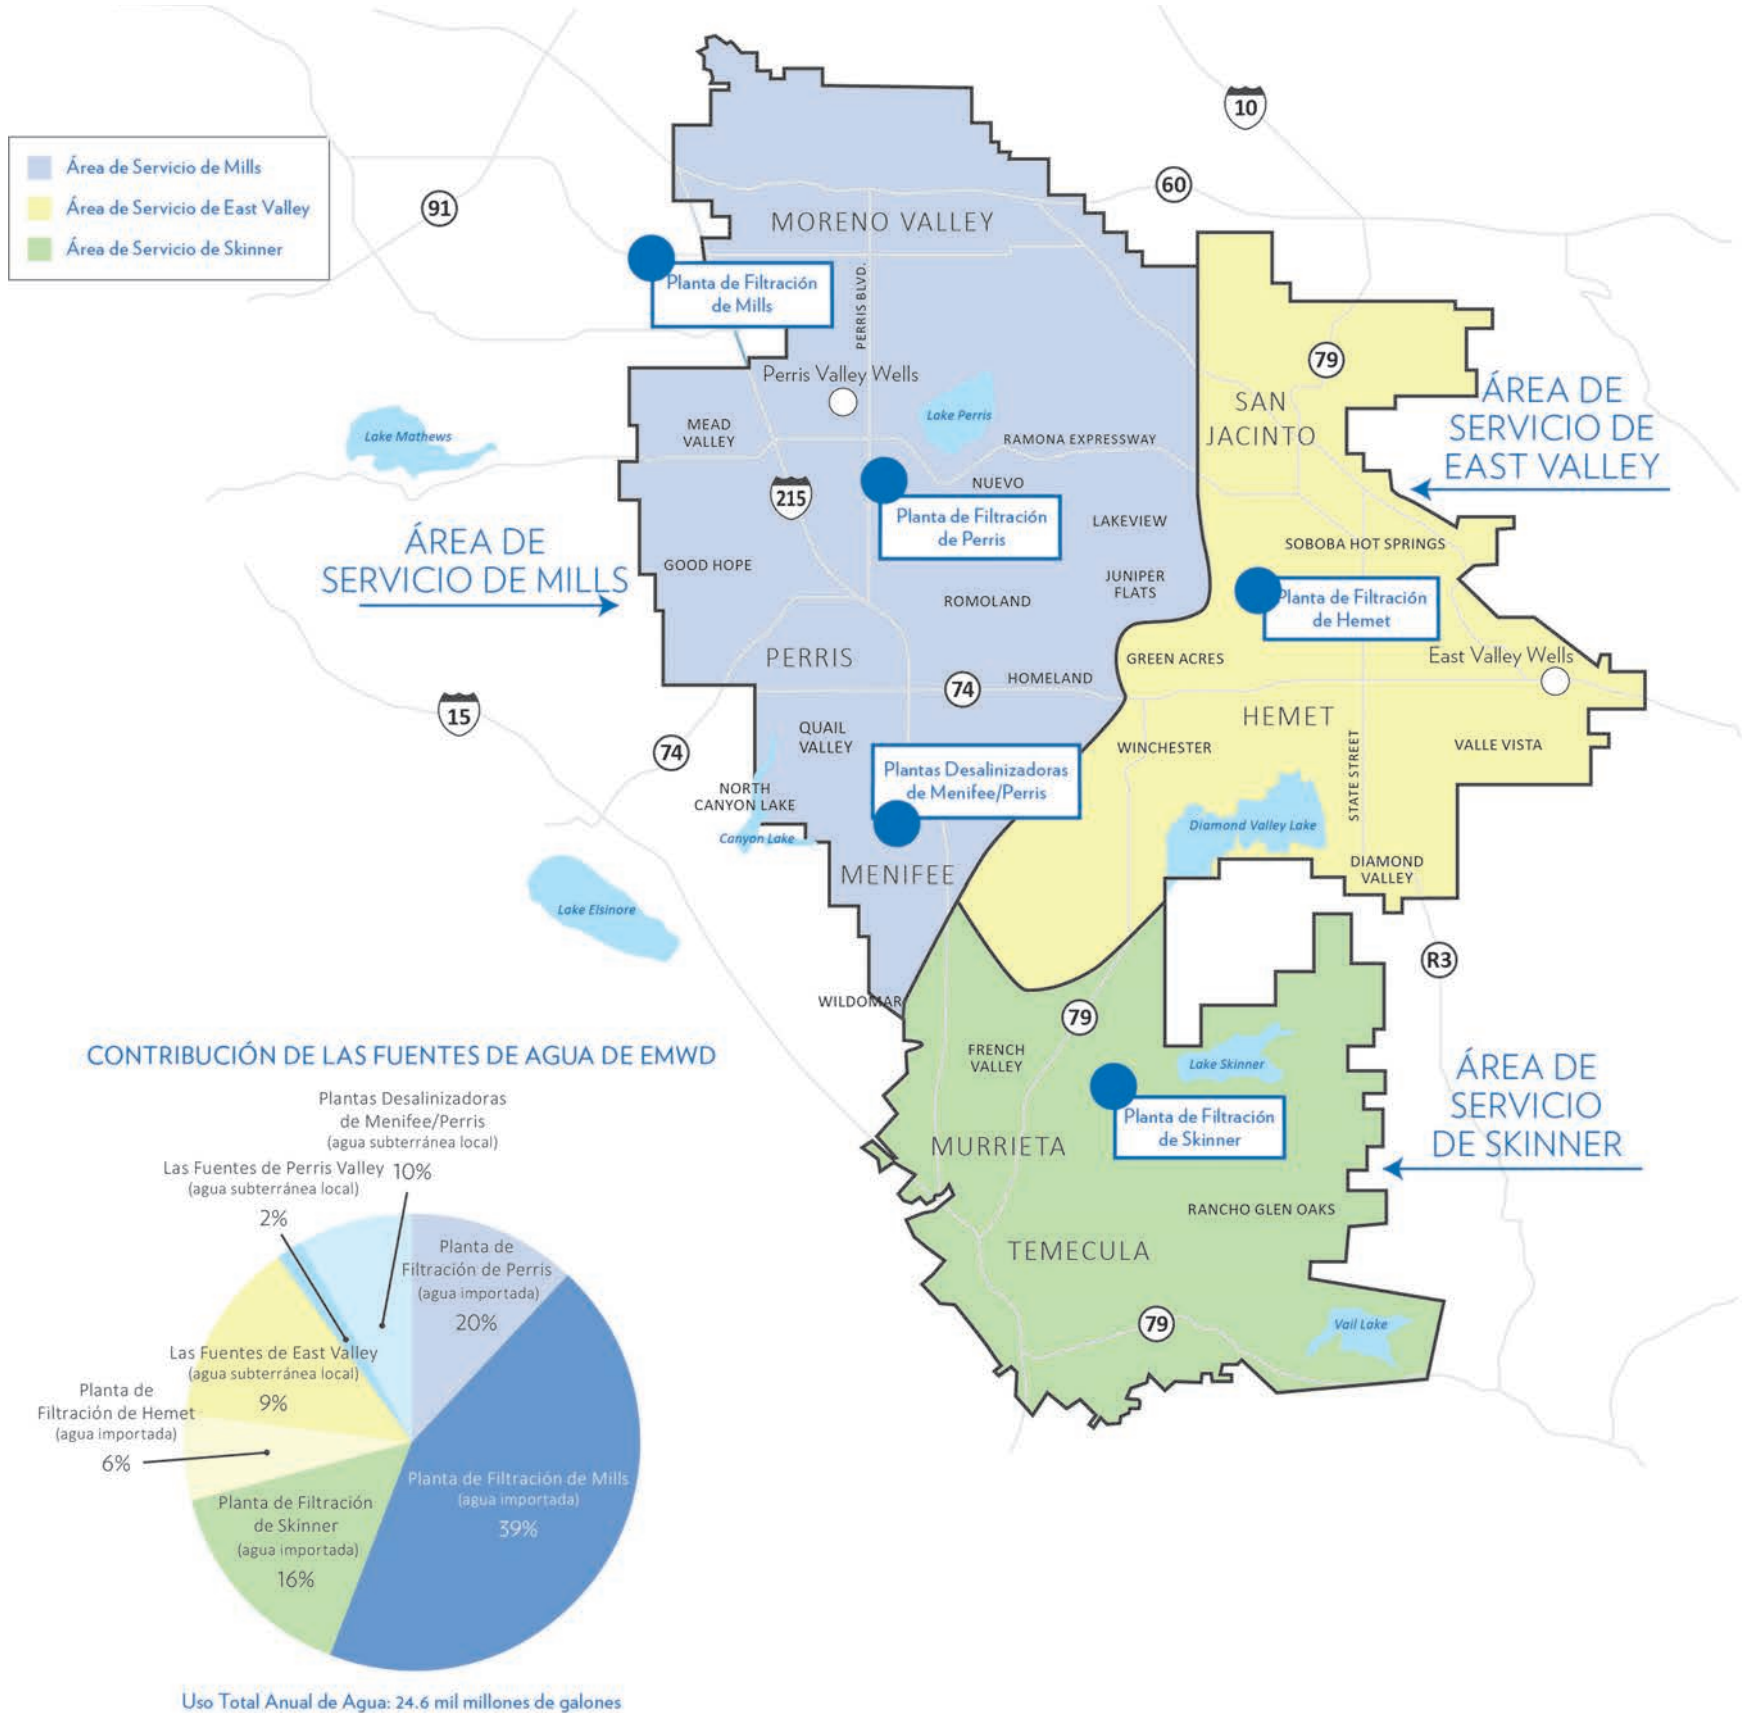 10
60
91
Área de Servicio de Mills
Área de Servicio de East Valley
Área de Servicio de Skinner
MORENO VALLEY
Planta de Filtración
de Mills
PERRIS BLVD.
79
Perris Valley Wells
Lake Perris
SAN
JACINTO
ÁREA DE
SERVICIO DE
EAST VALLEY
Lake Mathews
MEAD
VALLEY
RAMONA EXPRESSWAY
215
NUEVO
Planta de Filtración
de Perris
LAKEVIEW
ÁREA DE
SERVICIO DE MILLS
GOOD HOPE
SOBOBA HOT SPRINGS
JUNIPER
FLATS
ROMOLAND
Planta de Filtración
de Hemet
PERRIS
GREEN ACRES
East Valley Wells
74
HOMELAND
15
HEMET
74
QUAIL
VALLEY
WINCHESTER
STATE STREET
VALLE VISTA
Plantas Desalinizadoras
de Menifee/Perris
NORTH
CANYON LAKE
Canyon Lake
Diamond Valley Lake
DIAMOND
VALLEY
MENIFEE
Lake Elsinore
R3
WILDOMAR
79
FRENCH
VALLEY
Lake Skinner
ÁREA DE
SERVICIO
DE SKINNER
Planta de Filtración
de Skinner
MURRIETA
RANCHO GLEN OAKS
TEMECULA
79
Vail Lake
CONTRIBUCIÓN DE LAS FUENTES DE AGUA DE EMWD
Plantas Desalinizadoras
de Menifee/Perris
(agua subterránea local)
10%
Las Fuentes de Perris Valley
(agua subterránea local)
2%
Planta de
Filtración de Perris
(agua importada)
20%
Las Fuentes de East Valley
(agua subterránea local)
9%
Planta de
Filtración de Hemet
(agua importada)
6%
Planta de Filtración de Mills
(agua importada)
39%
Planta de Filtración
de Skinner
(agua importada)
16%
Uso Total Anual de Agua: 24.6 mil millones de galones